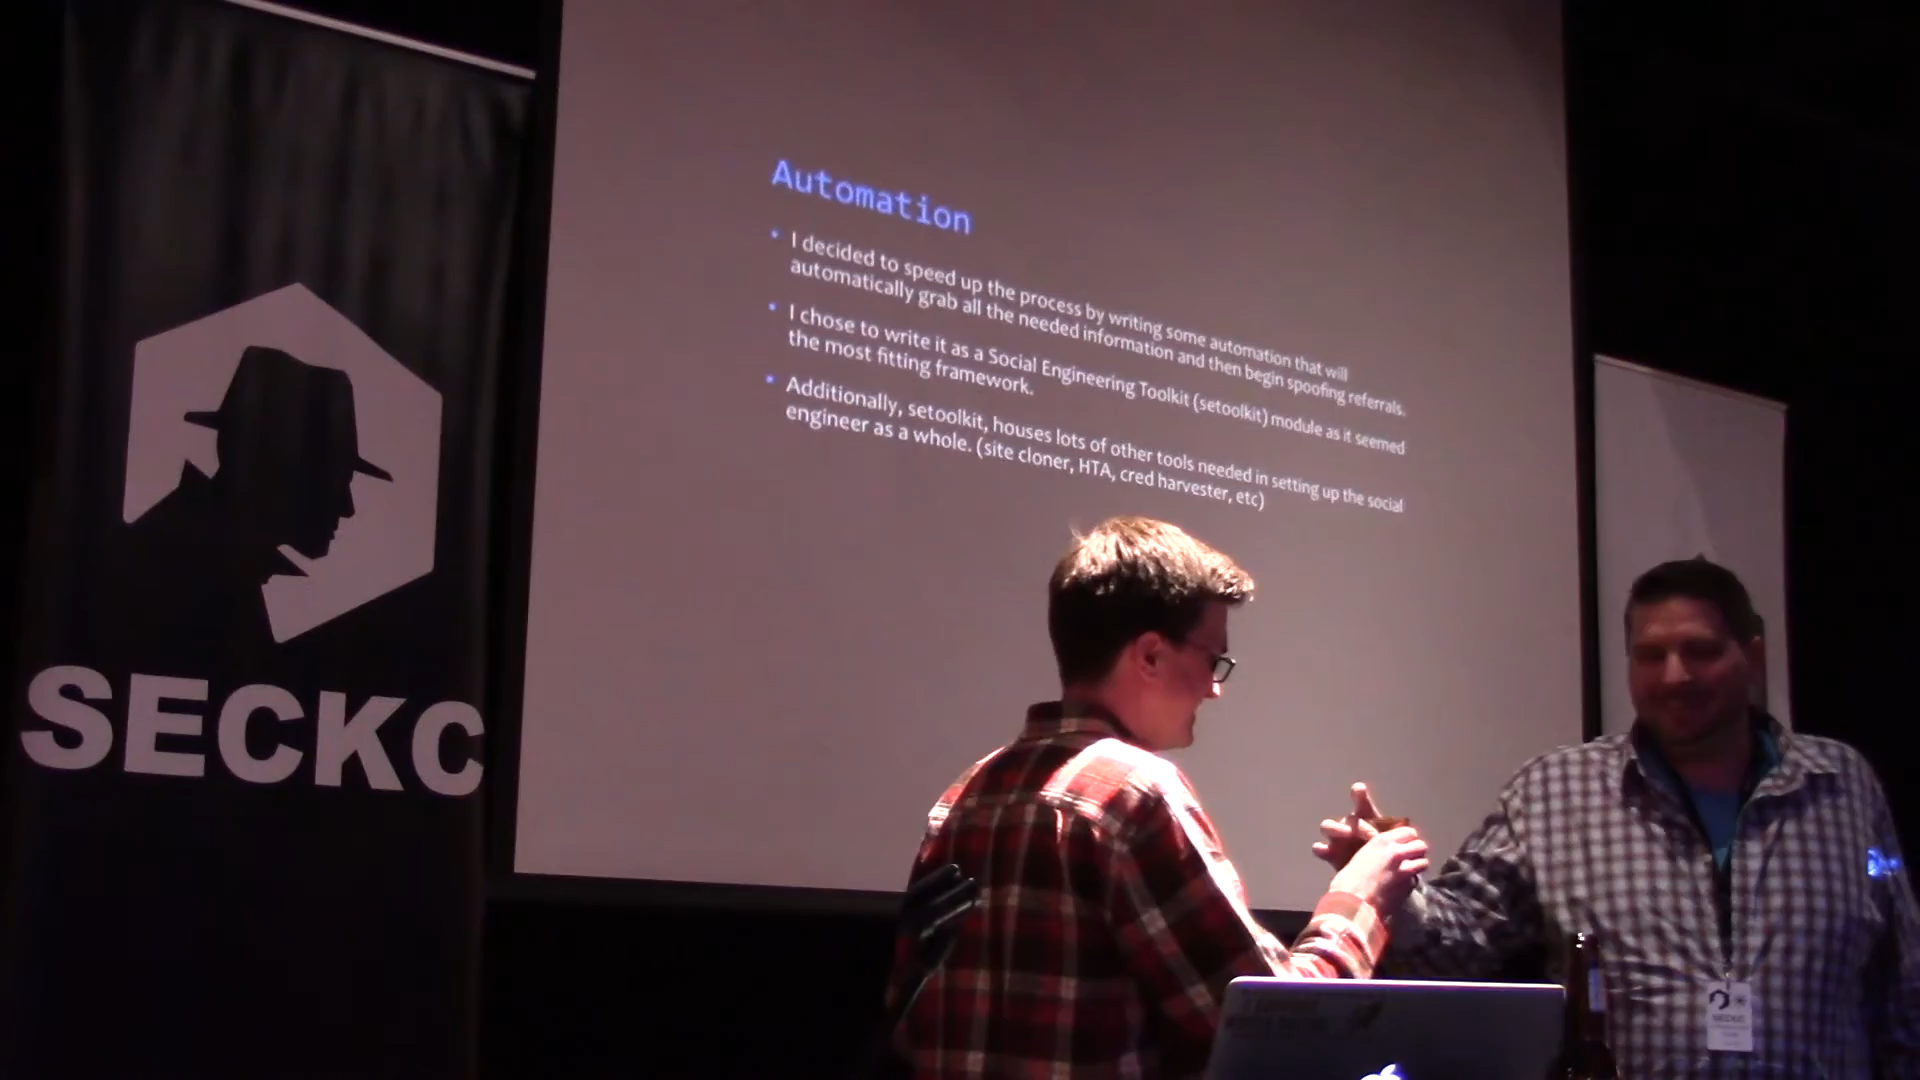 Automation
• I decided to speed up the process by writing some automation that will
automatically grab all the needed information and then begin spoofing referrals.
• I chose to write it as a Social Engineering Toolkit (setoolkit) module as it seemed
the most fitting framework.
• Additionally, setoolkit, houses lots of other tools needed in setting up the social
engineer as a whole. (site cloner, HTA, cred harvester, etc)
SECKC
SECKC